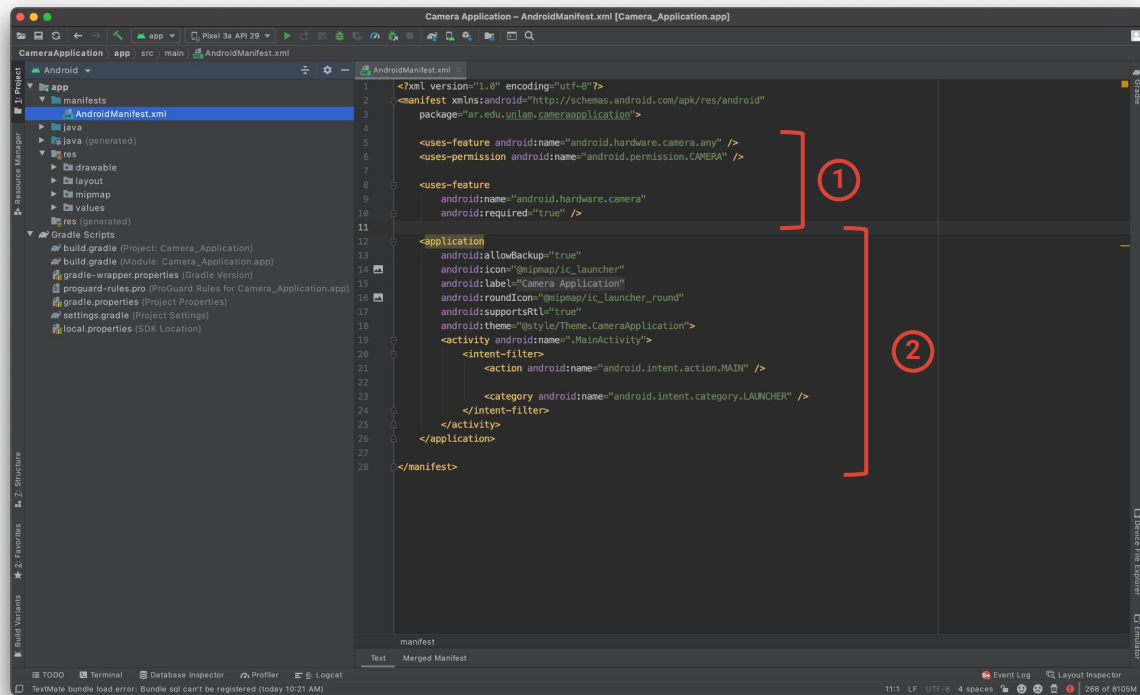 Camera Application – AndroidManifest.xml [Camera_Application.app]
app
Pixel 3a API 29
CameraApplication
app
src
main
AndroidManifest.xml
1: Project
Resource Manager
Z: Structure
2: Favorites
Build Variants
Android
app
manifests
AndroidManifest.xml
java
java (generated)
res
drawable
layout
mipmap
values
res (generated)
Gradle Scripts
build.gradle (Project: Camera_Application)
build.gradle (Module: Camera_Application.app)
gradle-wrapper.properties (Gradle Version)
proguard-rules.pro (ProGuard Rules for Camera_Application.app)
gradle.properties (Project Properties)
settings.gradle (Project Settings)
local.properties (SDK Location)
AndroidManifest.xml
1 <?xml version="1.0" encoding="utf-8"?>
2 <manifest xmlns:android="http://schemas.android.com/apk/res/android"
3 package="ar.edu.unlam.cameraapplication">
4
5 <uses-feature android:name="android.hardware.camera.any" />
6 <uses-permission android:name="android.permission.CAMERA" />
7
8 <uses-feature
9 android:name="android.hardware.camera"
10 android:required="true" />
11
12 <application
13 android:allowBackup="true"
14 android:icon="@mipmap/ic_launcher"
15 android:label="Camera Application"
16 android:roundIcon="@mipmap/ic_launcher_round"
17 android:supportsRtl="true"
18 android:theme="@style/Theme.CameraApplication">
19 <activity android:name=".MainActivity">
20 <intent-filter>
21 <action android:name="android.intent.action.MAIN" />
22
23 <category android:name="android.intent.category.LAUNCHER" />
24 </intent-filter>
25 </activity>
26 </application>
27
28 </manifest>
1
2
Gradle
Device File Explorer
Emulator
manifest
Text Merged Manifest
TODO Terminal Database Inspector Profiler 6: Logcat
9+ Event Log Layout Inspector
TextMate bundle load error: Bundle sql can't be registered (today 10:21 AM)
11:1 LF UTF-8 4 spaces 268 of 8105M